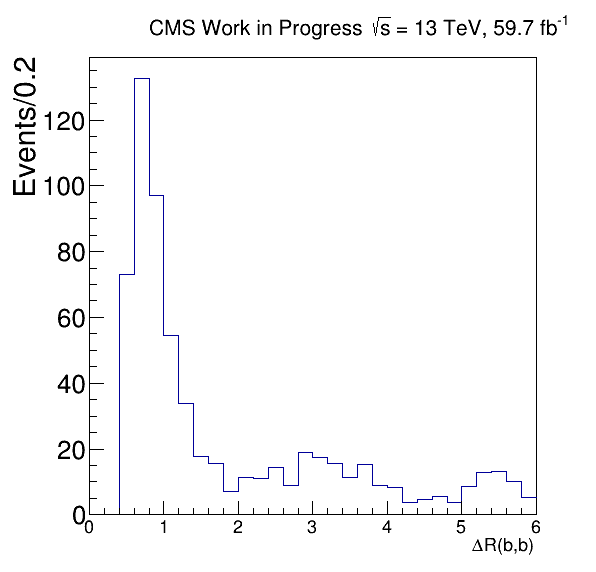 CMS Work in Progress √s = 13 TeV, 59.7 fb⁻¹
Events/0.2
120
100
80
60
40
20
0
0 1 2 3 4 5 6
ΔR(b,b)